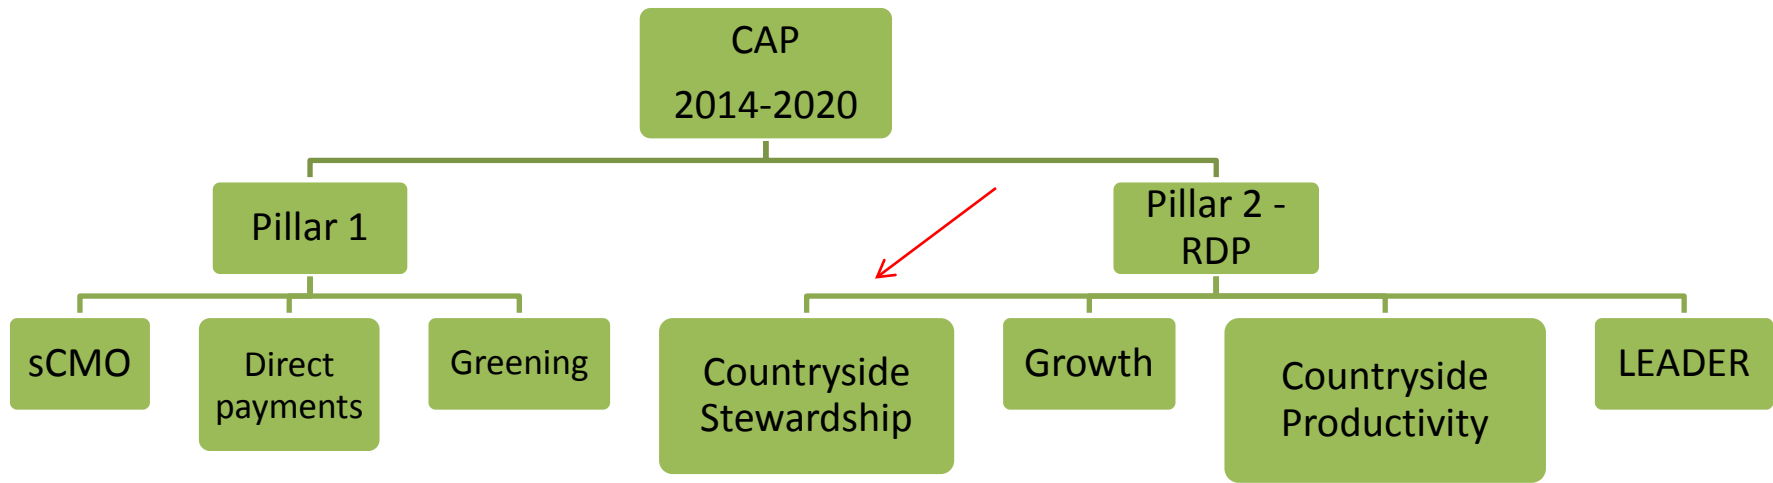 CAP
2014-2020
Pillar 1
Pillar 2 -
RDP
sCMO
Direct
payments
Greening
Countryside
Stewardship
Growth
Countryside
Productivity
LEADER